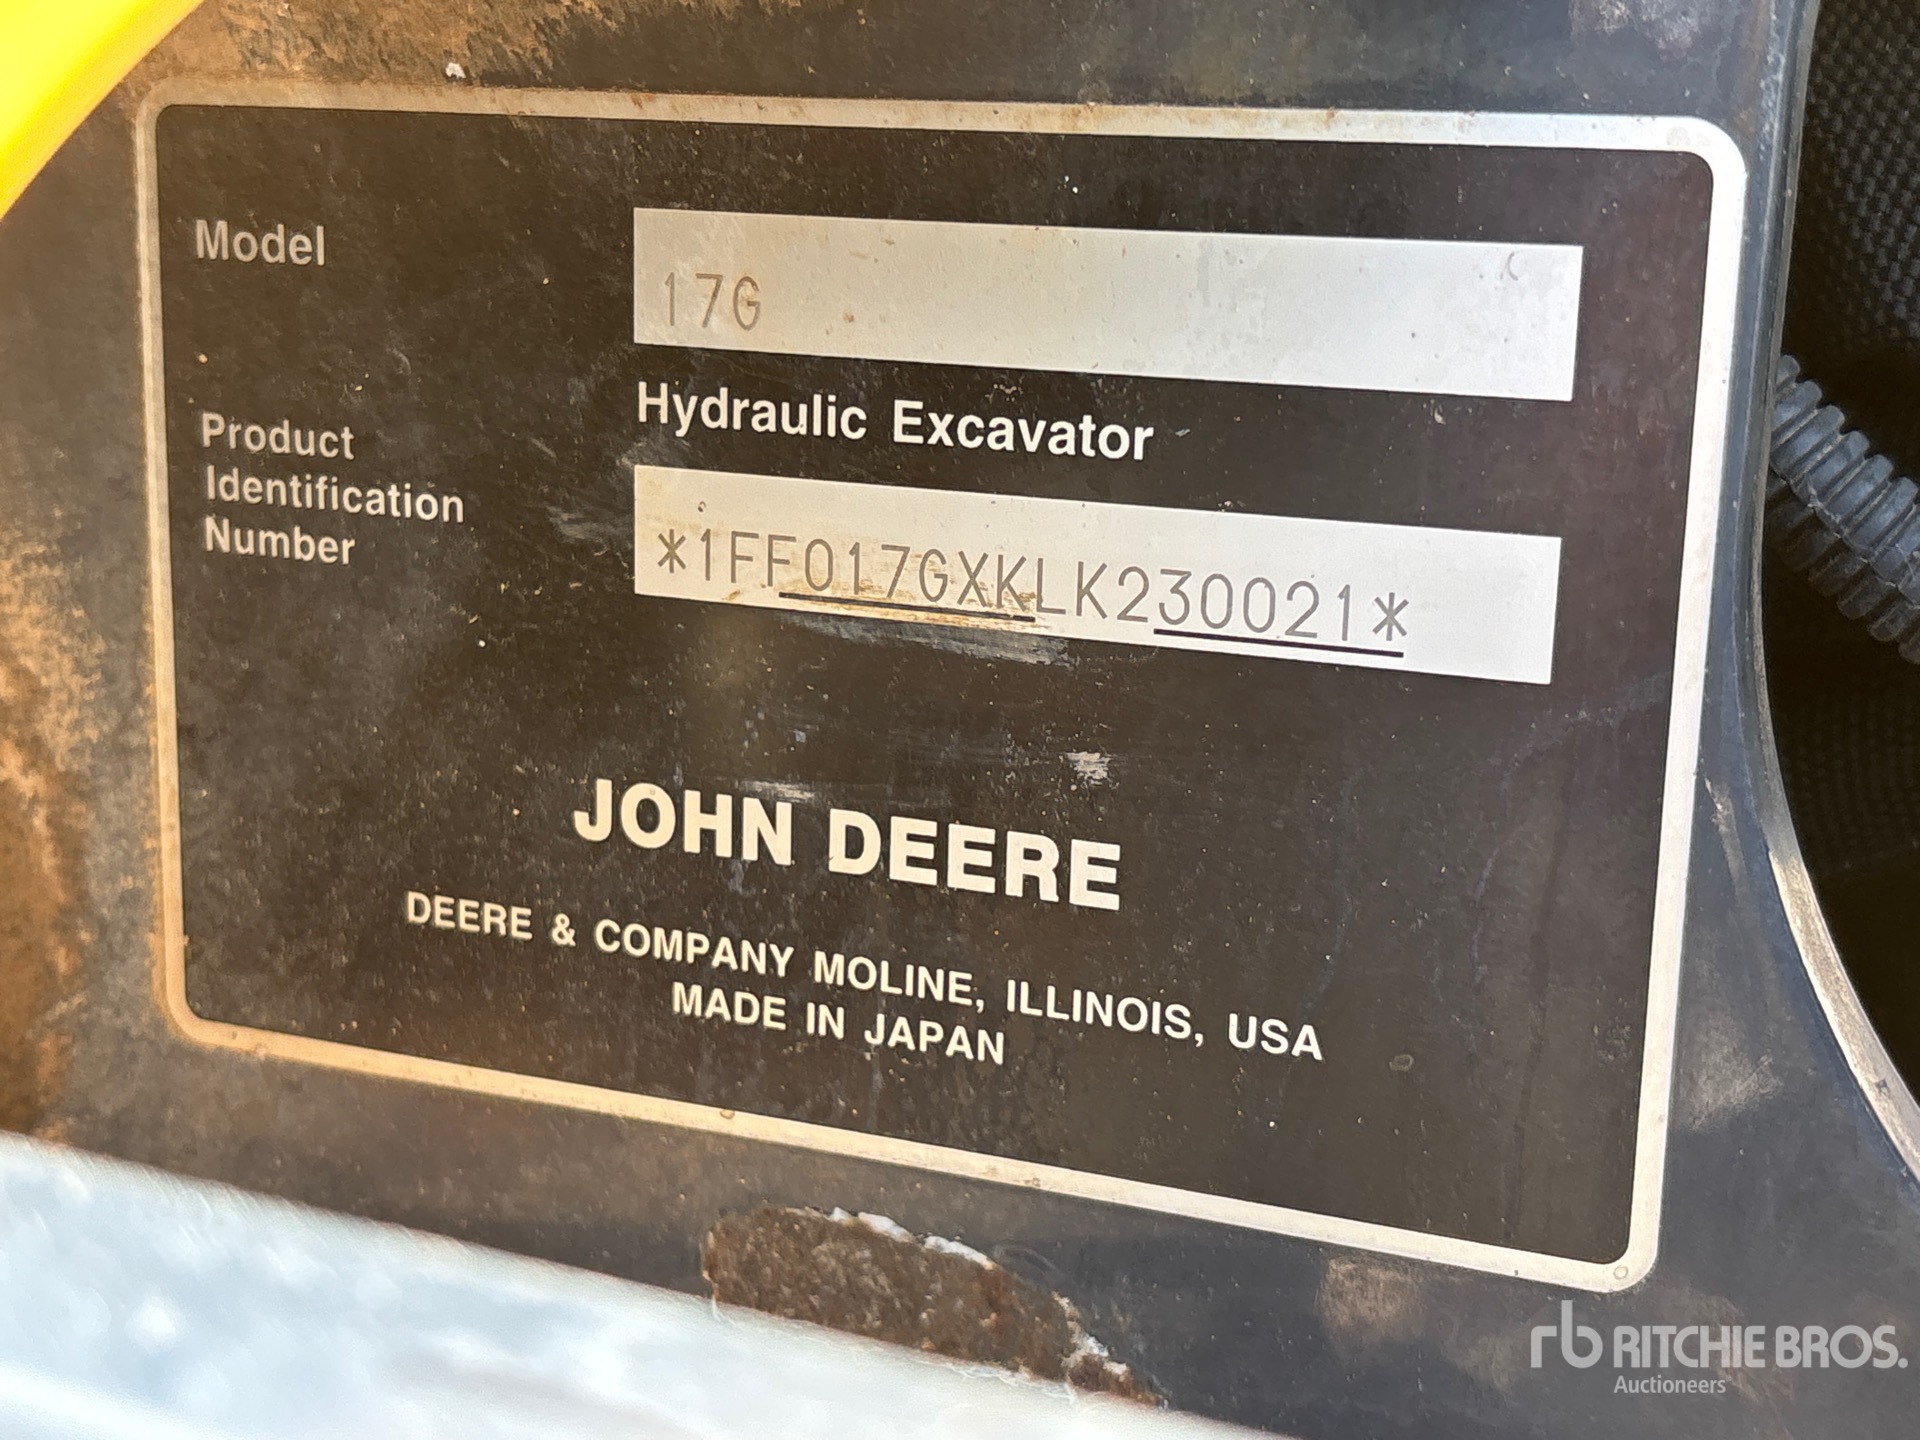 Model
17G
Hydraulic Excavator
Product
Identification
Number
*1FF017GXKLK230021*
JOHN DEERE
DEERE & COMPANY MOLINE, ILLINOIS, USA
MADE IN JAPAN
rb RITCHIE BROS.
Auctioneers